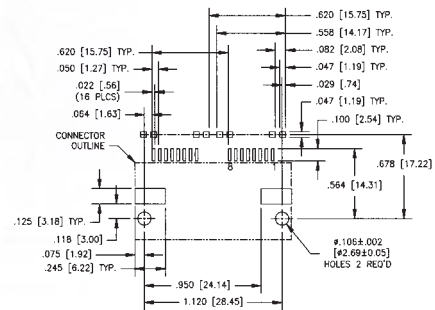 .620 [15.75] TYP.
.558 [14.17] TYP.
.620 [15.75] TYP.
.082 [2.08] TYP.
.050 [1.27] TYP.
.047 [1.19] TYP.
.022 [.56]
(16 PLCS)
.029 [.74]
.047 [1.19] TYP.
.064 [1.63]
.100 [2.54] TYP.
CONNECTOR
OUTLINE
.678 [17.22]
.564 [14.31]
8
.125 [3.18] TYP.
.118 [3.00]
.075 [1.92]
.245 [6.22] TYP.
ø.106±.002
[ø2.69±0.05]
HOLES 2 REQ'D
.950 [24.14]
1.120 [28.45]